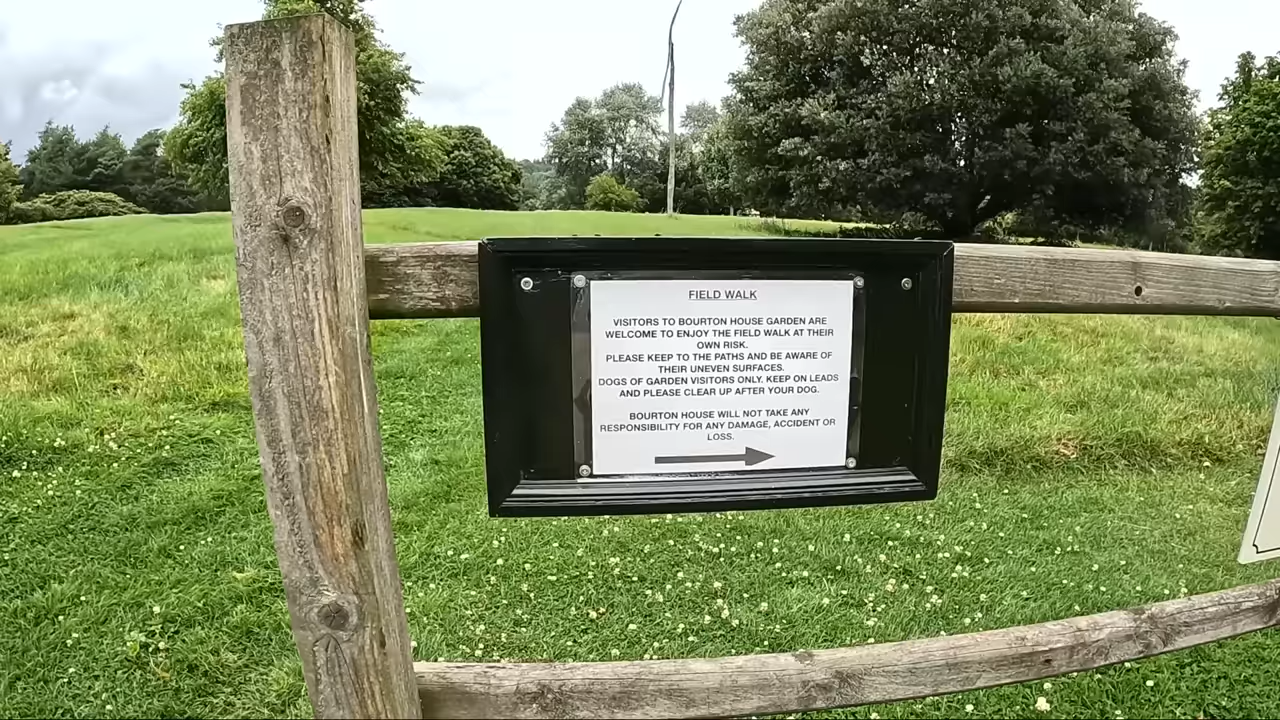 FIELD WALK
VISITORS TO BOURTON HOUSE GARDEN ARE
WELCOME TO ENJOY THE FIELD WALK AT THEIR
OWN RISK.
PLEASE KEEP TO THE PATHS AND BE AWARE OF
THEIR UNEVEN SURFACES.
DOGS OF GARDEN VISITORS ONLY. KEEP ON LEADS
AND PLEASE CLEAR UP AFTER YOUR DOG.
BOURTON HOUSE WILL NOT TAKE ANY
RESPONSIBILITY FOR ANY DAMAGE, ACCIDENT OR
LOSS.